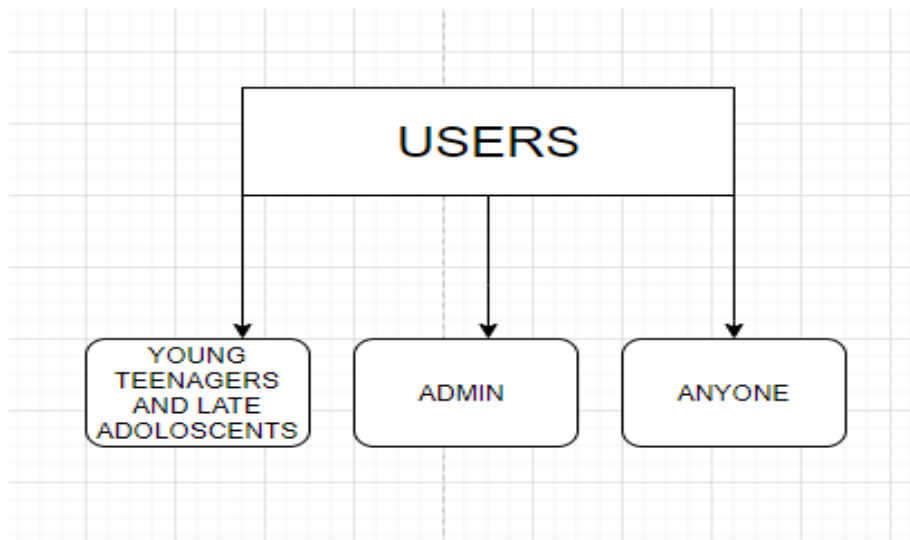 USERS
YOUNG
TEENAGERS
AND LATE
ADOLOSCENTS
ADMIN
ANYONE